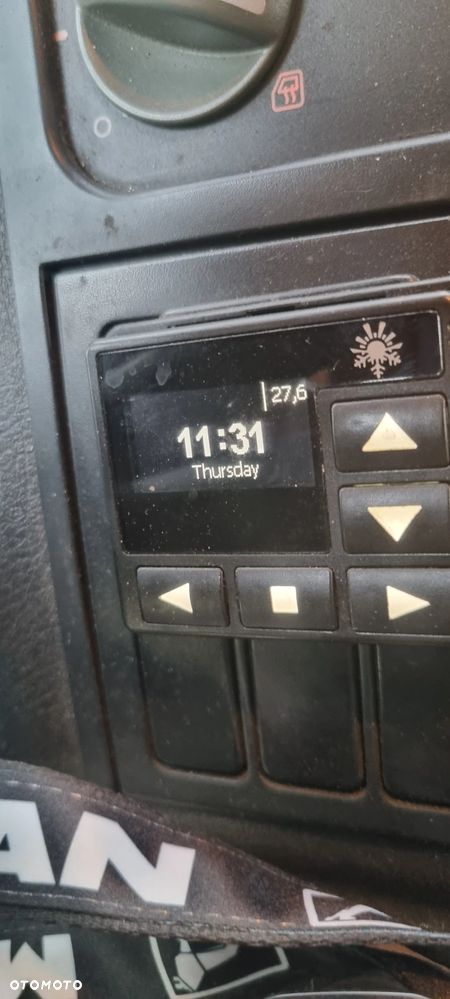 27,6
11:31
Thursday
AN
OTOMOTO